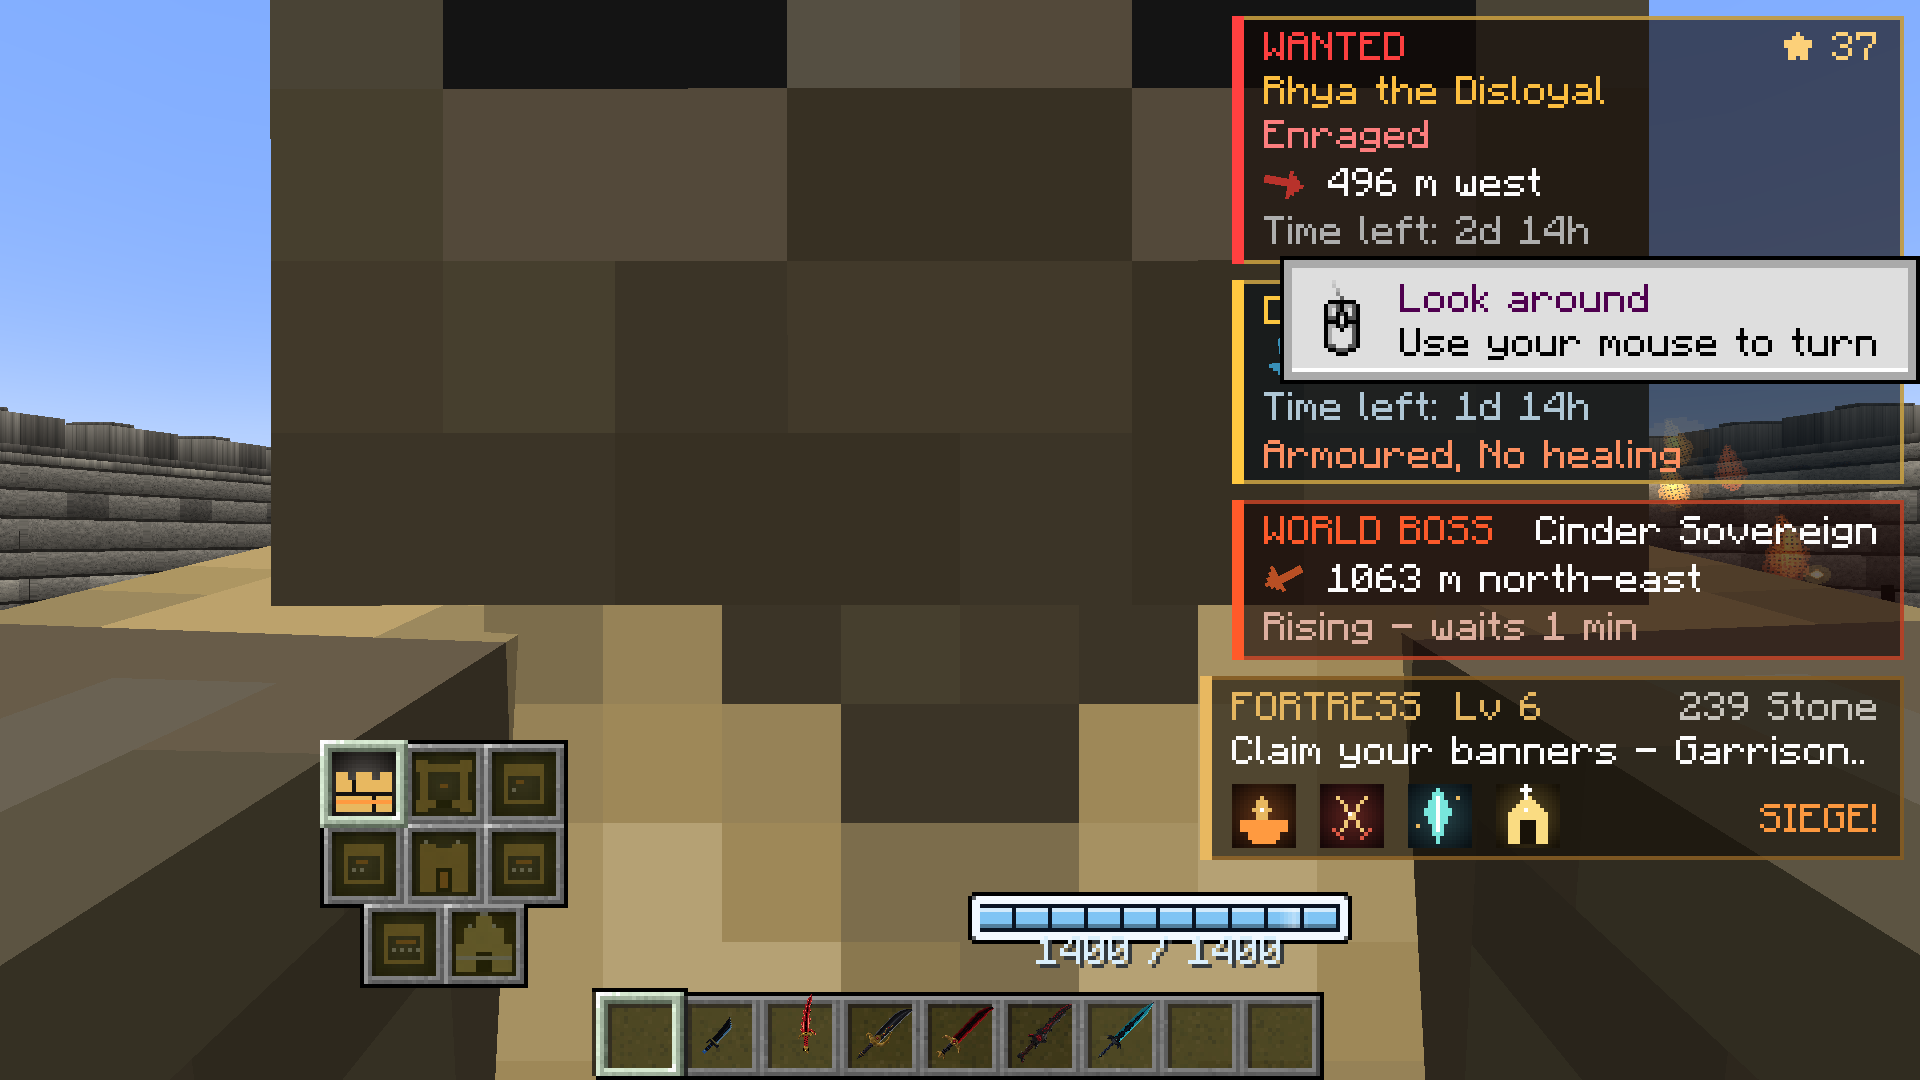 WANTED
37
Rhya the Disloyal
Enraged
496 m west
Time left: 2d 14h
Look around
Use your mouse to turn
Time left: 1d 14h
Armoured, No healing
WORLD BOSS Cinder Sovereign
1063 m north-east
Rising - waits 1 min
FORTRESS Lv 6 239 Stone
Claim your banners - Garrison..
SIEGE!
1400 / 1400